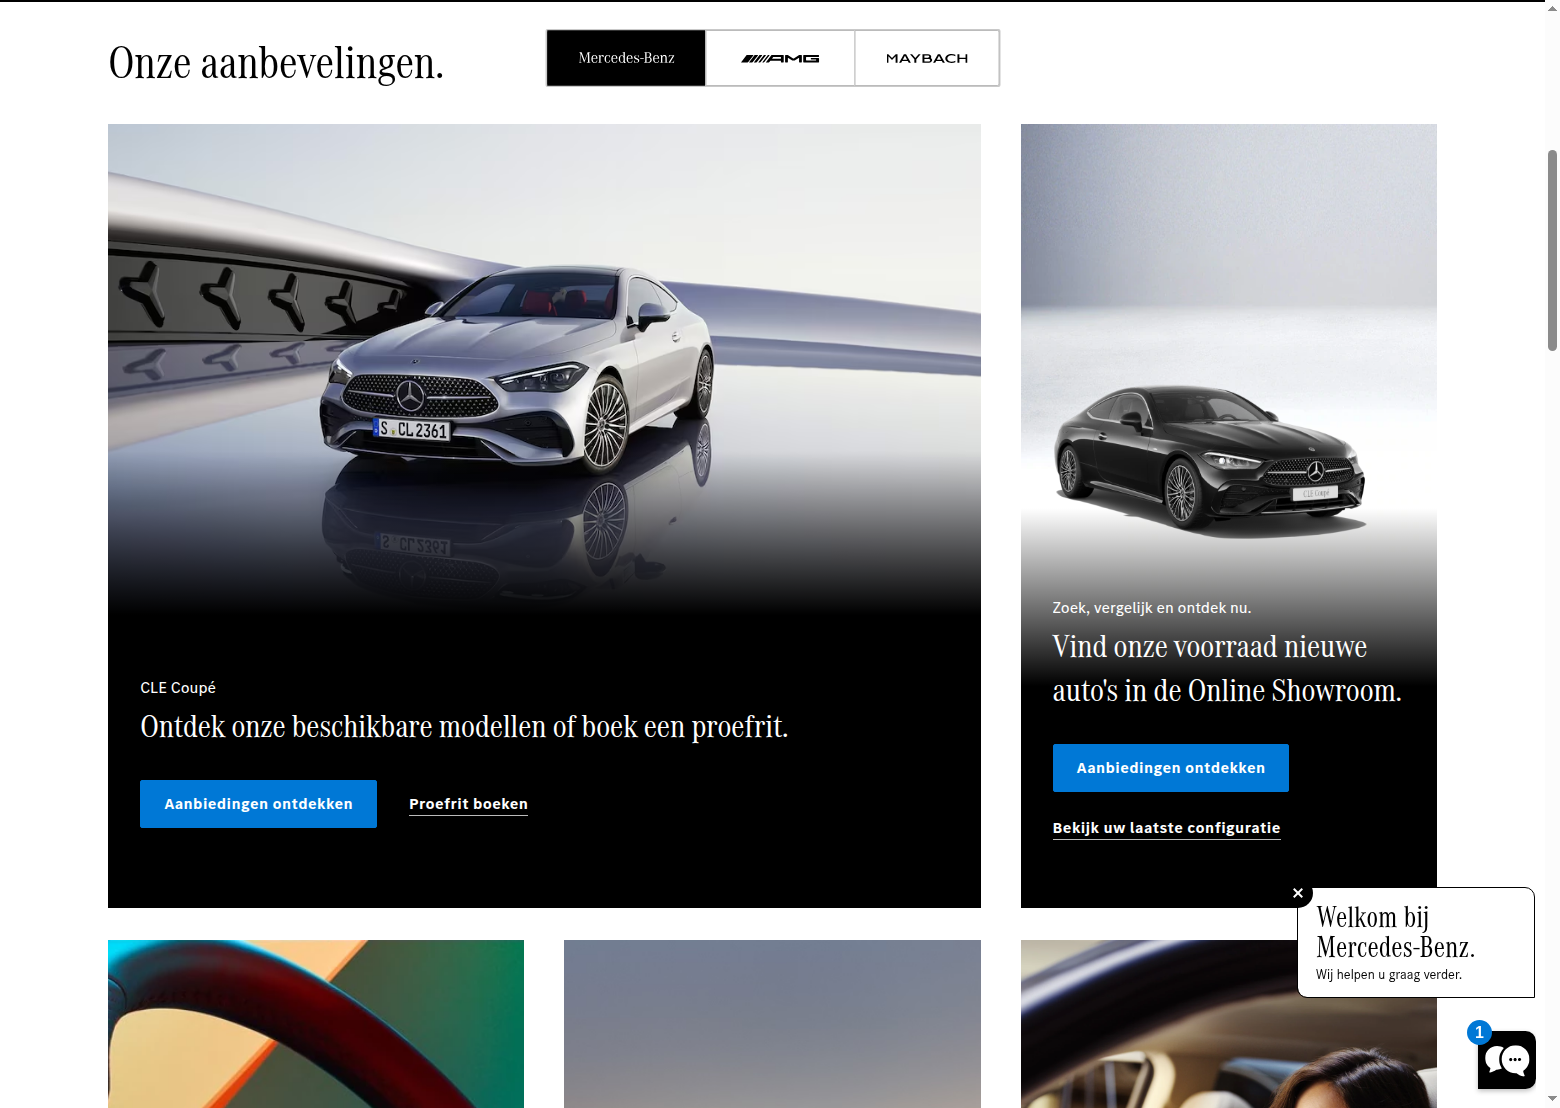 Onze aanbevelingen.
Mercedes-Benz
AMG
MAYBACH
S CL 2361
CLE Coupé
CLE Coupé
Ontdek onze beschikbare modellen of boek een proefrit.
Aanbiedingen ontdekken
Proefrit boeken
Zoek, vergelijk en ontdek nu.
Vind onze voorraad nieuwe
auto's in de Online Showroom.
Aanbiedingen ontdekken
Bekijk uw laatste configuratie
Welkom bij
Mercedes-Benz.
Wij helpen u graag verder.
1